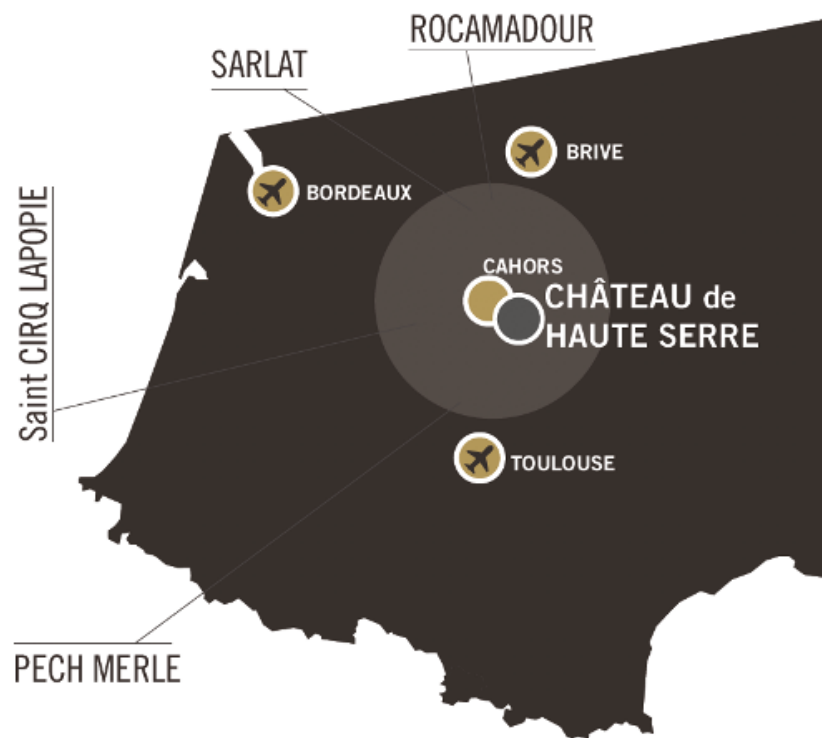 ROCAMADOUR
SARLAT
BRIVE
BORDEAUX
Saint CIRQ LAPOPIE
CAHORS
CHÂTEAU de
HAUTE SERRE
TOULOUSE
PECH MERLE